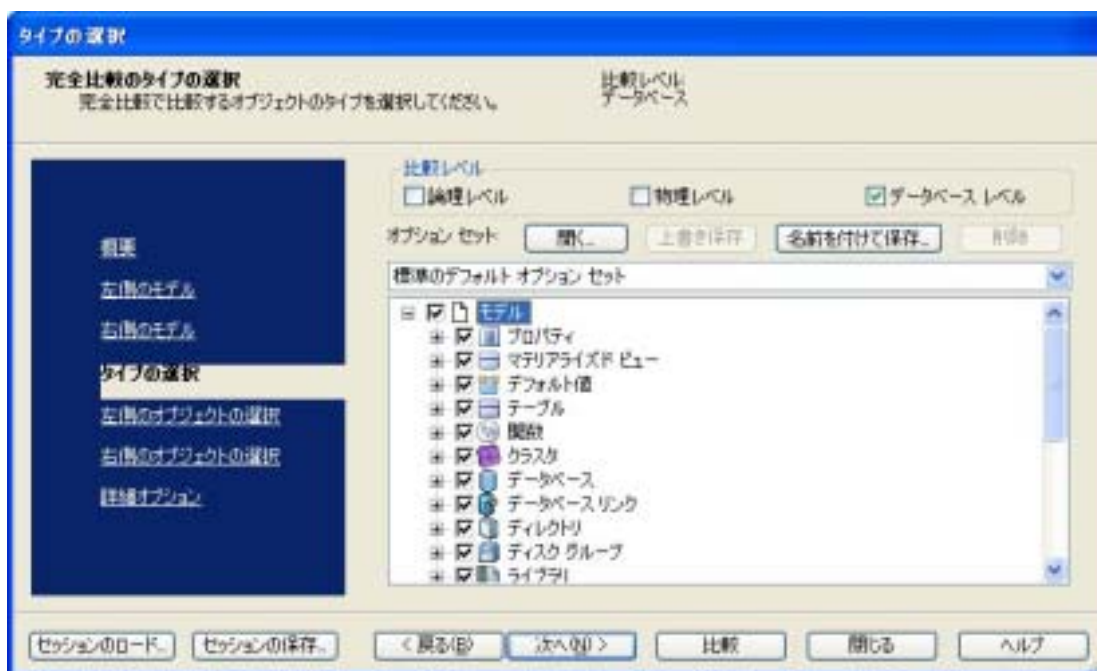 タイプの選択
完全比較のタイプの選択
完全比較で比較するオブジェクトのタイプを選択してください。
比較レベル
データベース
概要
左側のモデル
右側のモデル
タイプの選択
左側のオブジェクトの選択
右側のオブジェクトの選択
詳細オプション
比較レベル
論理レベル 物理レベル データベース レベル
オプション セット 開く... 上書き保存 名前を付けて保存... 削除
標準のデフォルト オプション セット
モデル
プロパティ
マテリアライズド ビュー
デフォルト値
テーブル
関数
クラスタ
データベース
データベース リンク
ディレクトリ
ディスク グループ
ライブラリ
セッションのロード... セッションの保存... < 戻る(B) 次へ(N) > 比較 閉じる ヘルプ